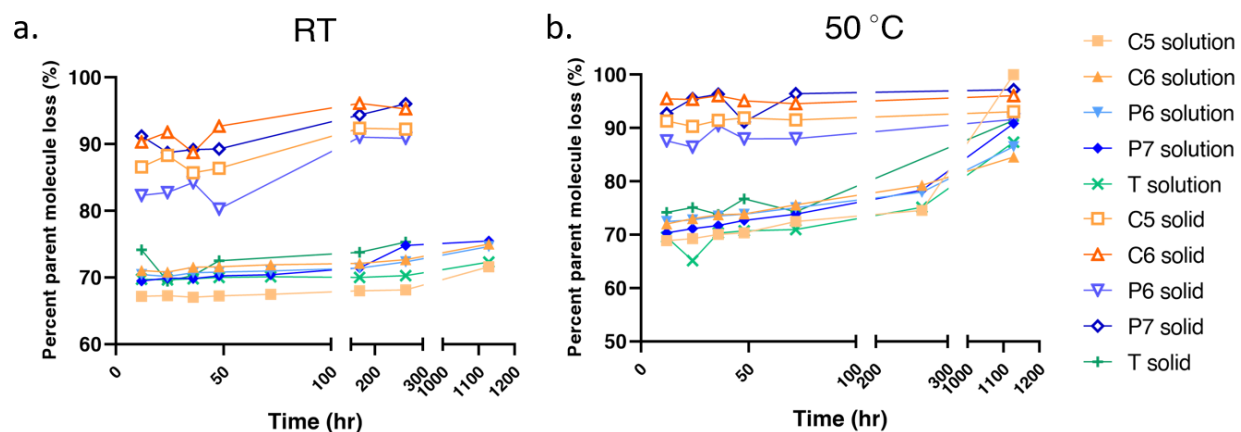 a.
RT
Percent parent molecule loss (%)
100
90
80
70
60
0
50
100
200
300
1000
1100
1200
Time (hr)
b.
50 °C
Percent parent molecule loss (%)
100
90
80
70
60
50
0
50
100
200
300
1000
1100
1200
Time (hr)
C5 solution
C6 solution
P6 solution
P7 solution
T solution
C5 solid
C6 solid
P6 solid
P7 solid
T solid